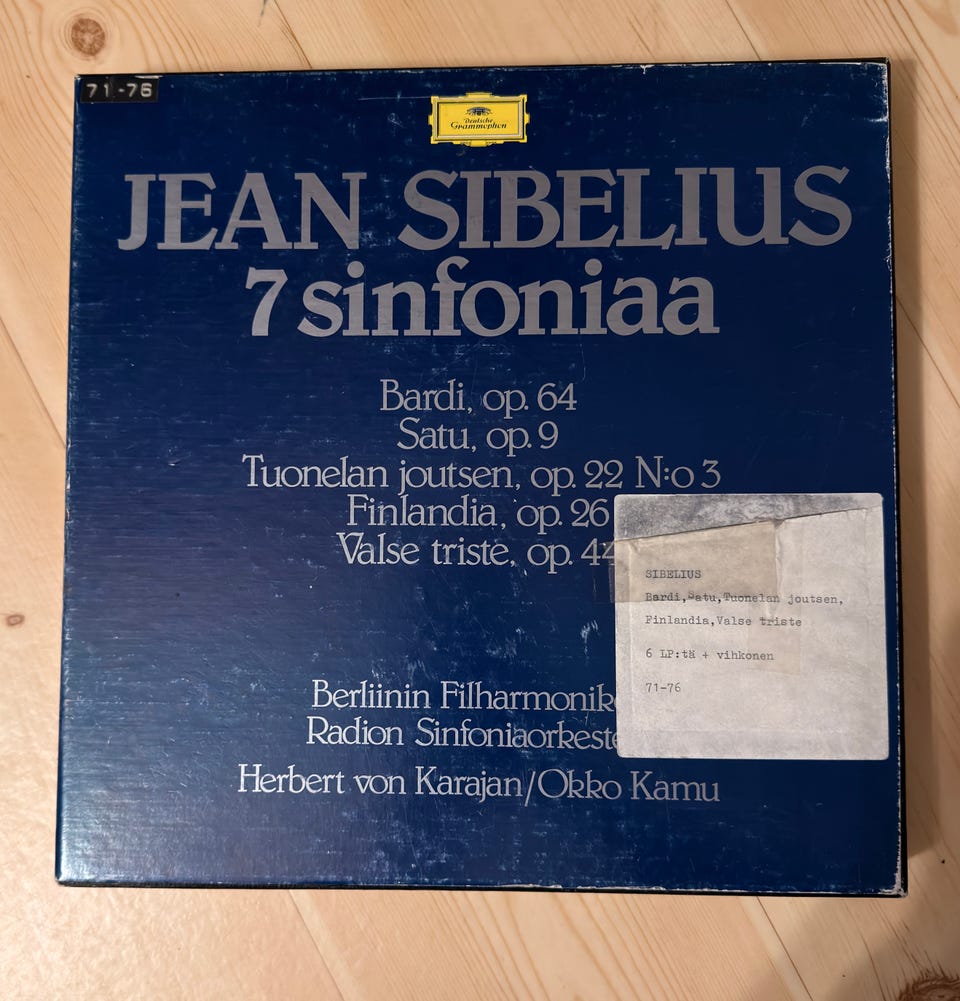 71-76
Deutsche
Grammophon
JEAN SIBELIUS
7 sinfoniaa
Bardi, op. 64
Satu, op. 9
Tuonelan joutsen, op. 22 N:o 3
Finlandia, op. 26
Valse triste, op. 44
SIBELIUS
Bardi,Satu,Tuonelan joutsen,
Finlandia,Valse triste
6 LP:tä + vihkonen
71-76
Berliinin
Radion
Herbert von Karajan/Okko Kamu